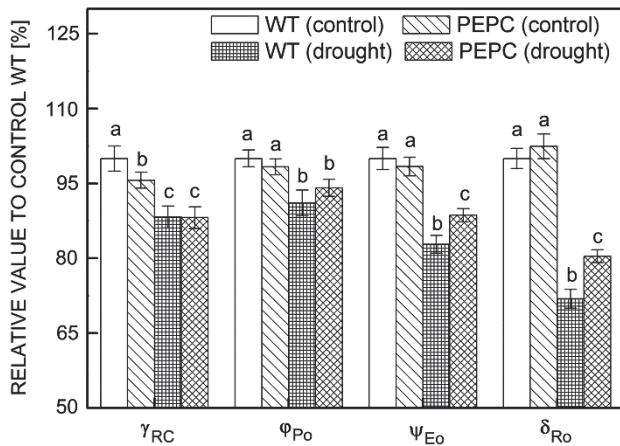 RELATIVE VALUE TO CONTROL WT [%]
125
110
95
80
65
50
WT (control) PEPC (control)
WT (drought) PEPC (drought)
a b c c a a b b a a b c a a b c
γRC φPo ψEo δRo